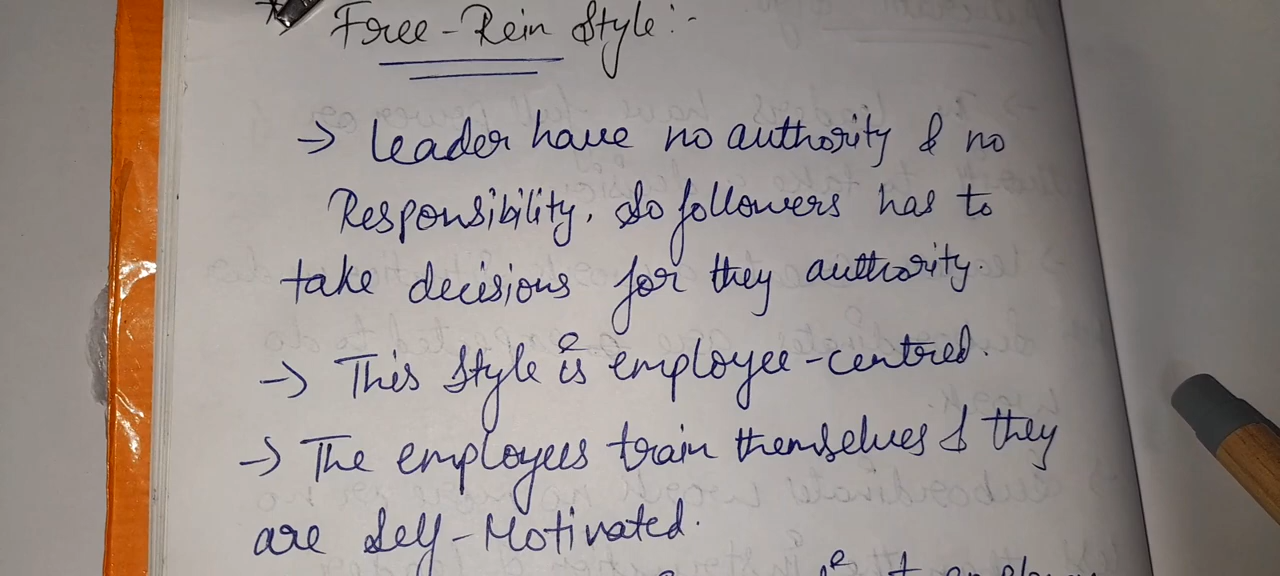 Free-Rein Style:-
→ Leader have no authority & no
Responsibility. So followers has to
take decisions for they authority.
→ This Style is employee-centred.
→ The employees train themselves & they
are Self-Motivated.